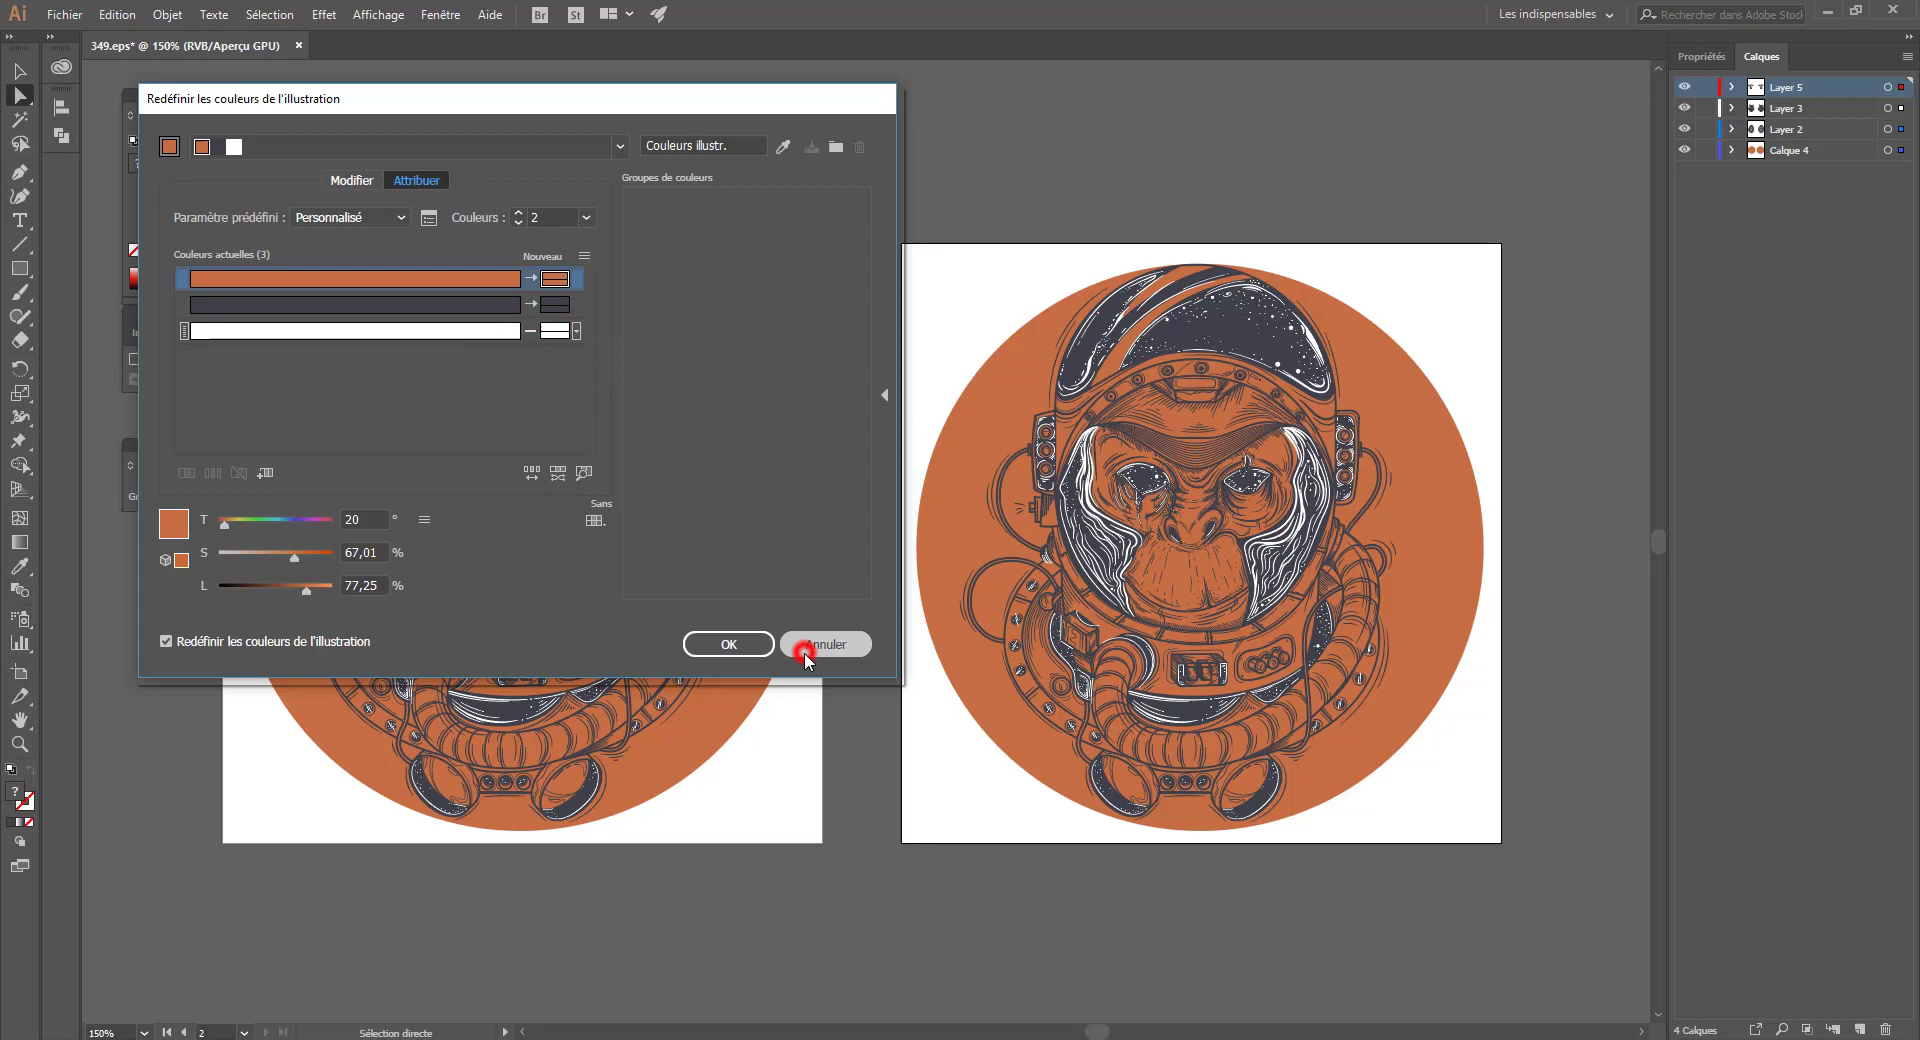 Ai Fichier Edition Objet Texte Sélection Effet Affichage Fenêtre Aide Br St Les indispensables Rechercher dans Adobe Stock
349.eps* @ 150% (RVB/Aperçu GPU) ×
Propriétés Calques
Redéfinir les couleurs de l'illustration
Layer 5
Layer 3
Layer 2
Calque 4
Couleurs illustr.
Modifier Attribuer
Groupes de couleurs
Paramètre prédéfini : Personnalisé Couleurs : 2
Couleurs actuelles (3)
Nouveau
Sans
T 20 °
S 67,01 %
L 77,25 %
Redéfinir les couleurs de l'illustration
OK
Annuler
150% 2 Sélection directe
4 Calques